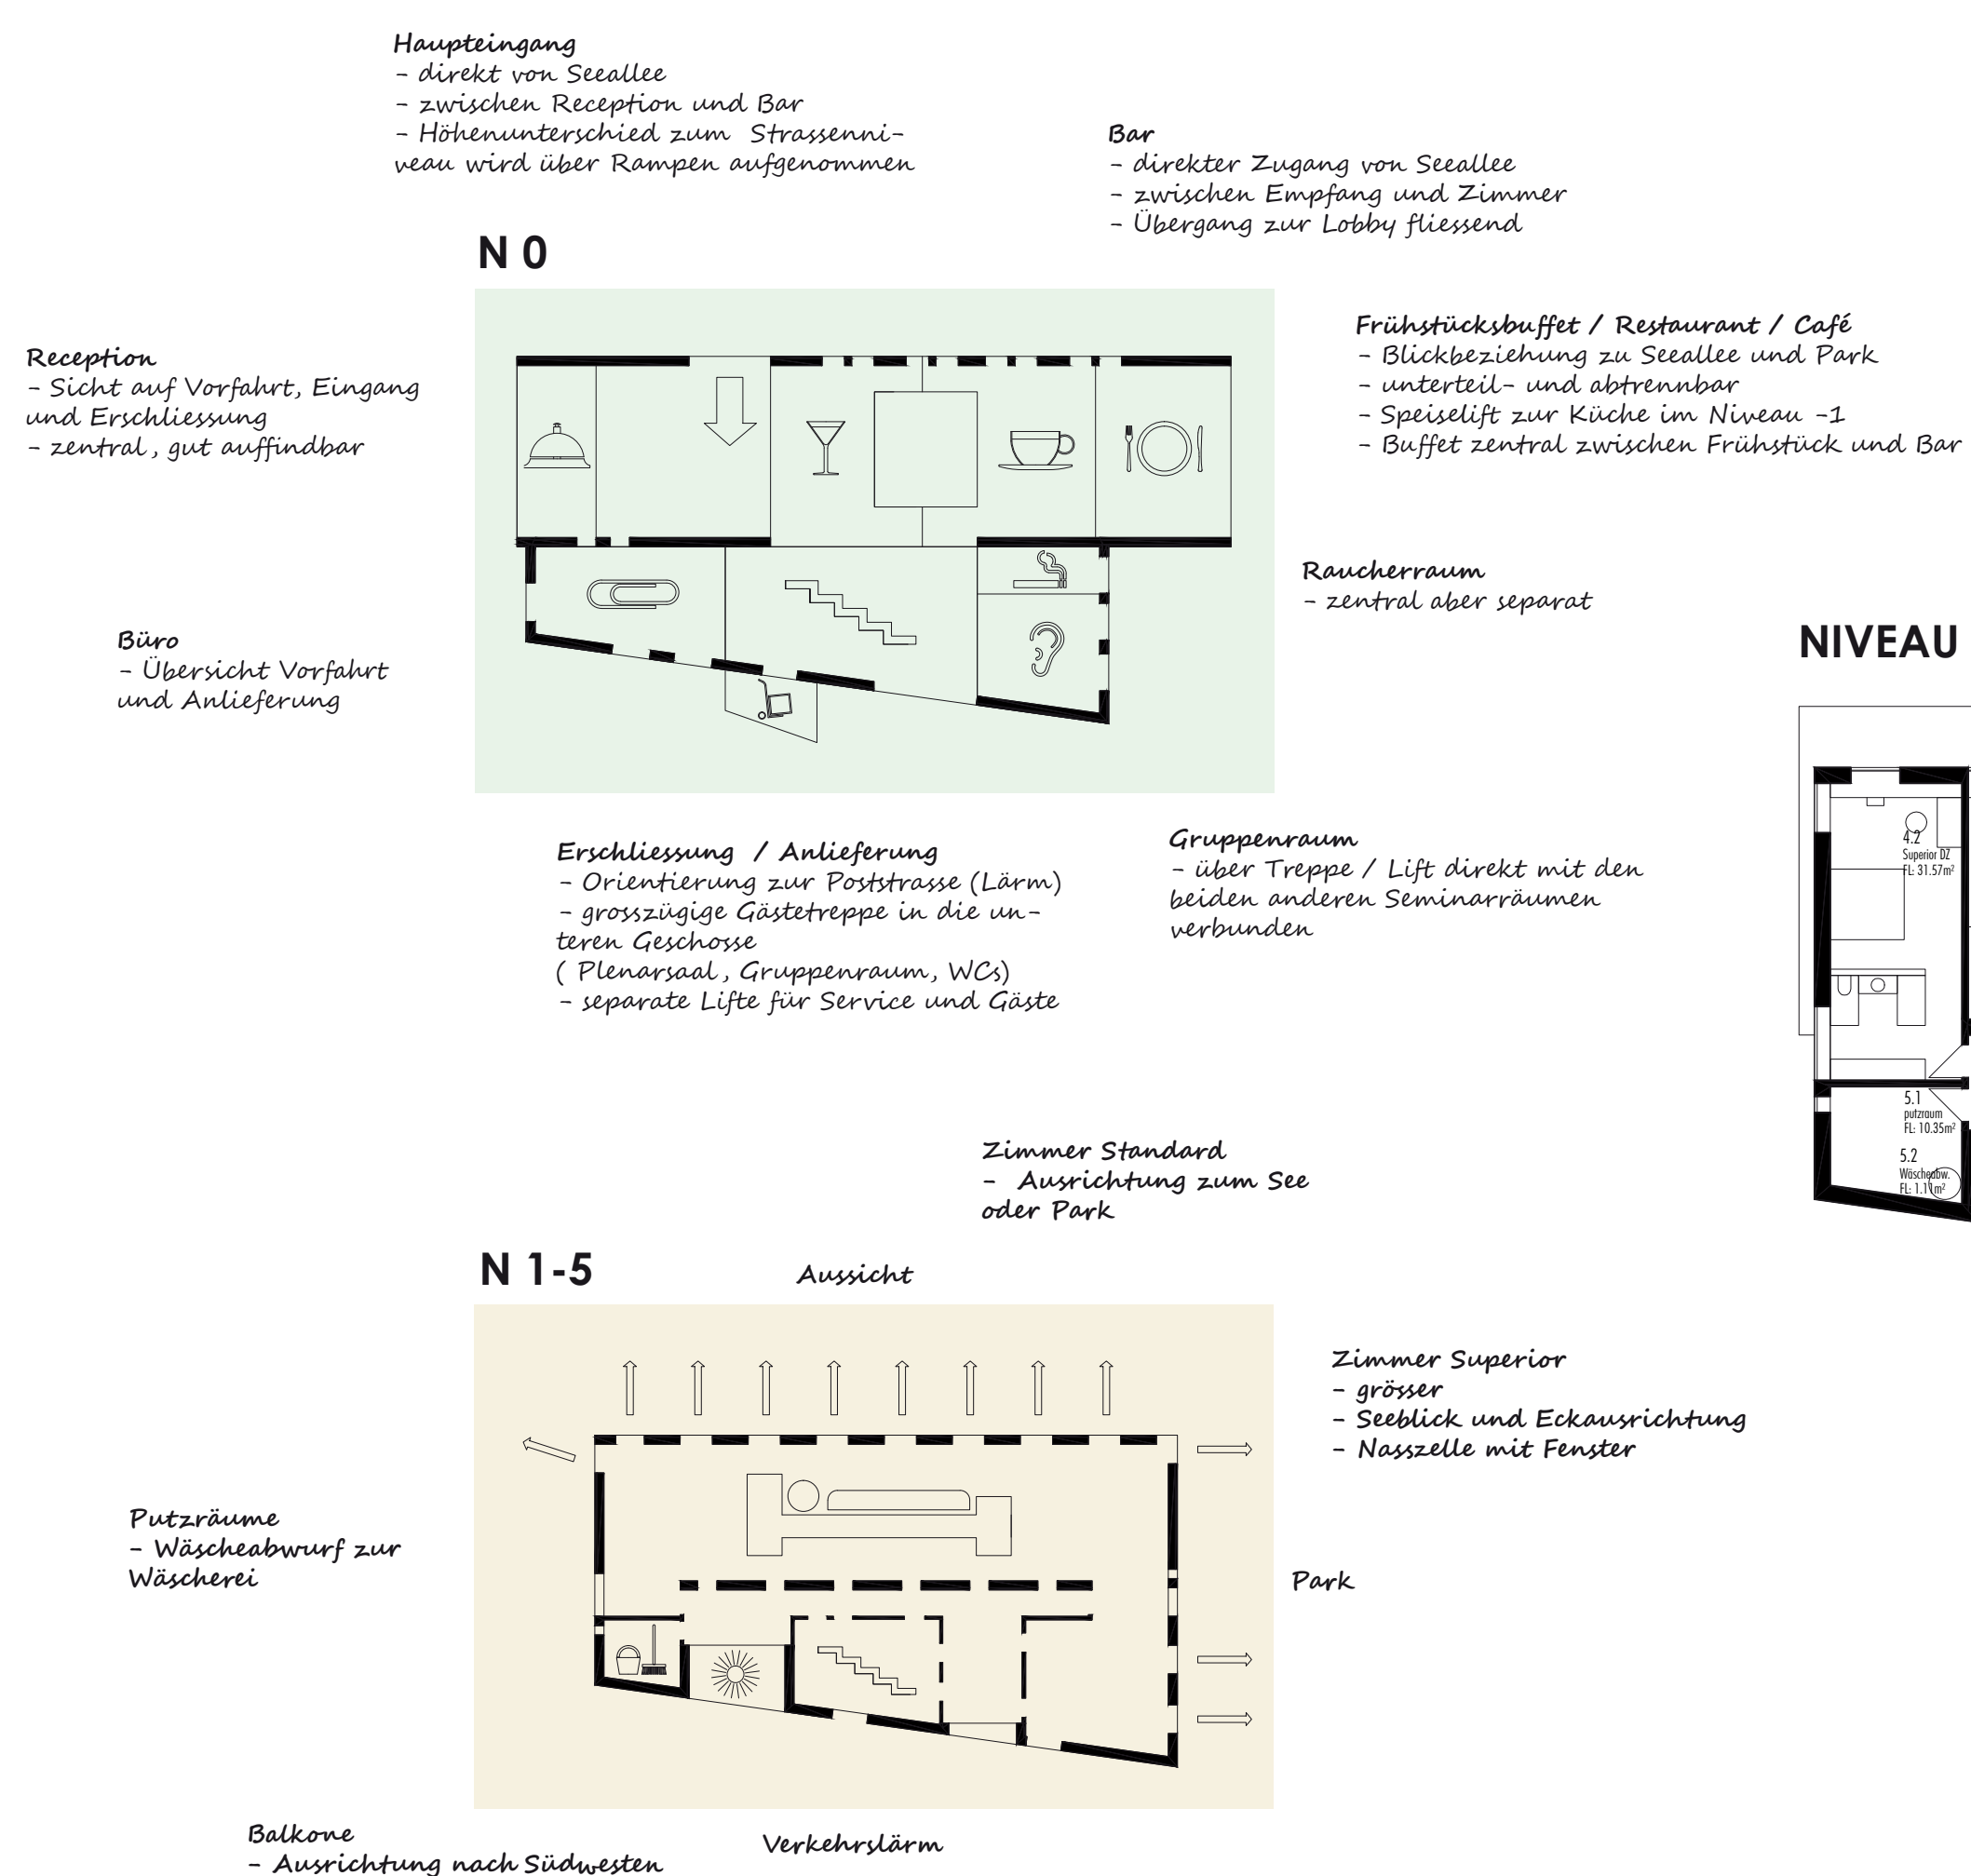 Haupteingang
- direkt von Seeallee
- zwischen Reception und Bar
- Höhenunterschied zum Strassenni-
veau wird über Rampen aufgenommen
Bar
- direkter Zugang von Seeallee
- zwischen Empfang und Zimmer
- Übergang zur Lobby fliessend
N 0
Frühstücksbuffet / Restaurant / Café
- Blickbeziehung zu Seeallee und Park
- unterteil- und abtrennbar
- Speiselift zur Küche im Niveau -1
- Buffet zentral zwischen Frühstück und Bar
Reception
- Sicht auf Vorfahrt, Eingang
und Erschliessung
- zentral, gut auffindbar
Raucherraum
- zentral aber separat
Büro
- Übersicht Vorfahrt
und Anlieferung
NIVEAU
Erschliessung / Anlieferung
- Orientierung zur Poststrasse (Lärm)
- grosszügige Gästetreppe in die un-
teren Geschosse
( Plenarsaal, Gruppenraum, WCs)
- separate Lifte für Service und Gäste
Gruppenraum
- über Treppe / Lift direkt mit den
beiden anderen Seminarräumen
verbunden
4.2
Superior DZ
FL: 31.57m²
5.1
putzraum
FL: 10.35m²
5.2
Wäscheabw.
FL: 1.11m²
Zimmer Standard
- Ausrichtung zum See
oder Park
N 1-5
Aussicht
Zimmer Superior
- grösser
- Seeblick und Eckausrichtung
- Nasszelle mit Fenster
Putzräume
- Wäscheabwurf zur
Wäscherei
Park
Balkone
- Ausrichtung nach Südwesten
Verkehrslärm